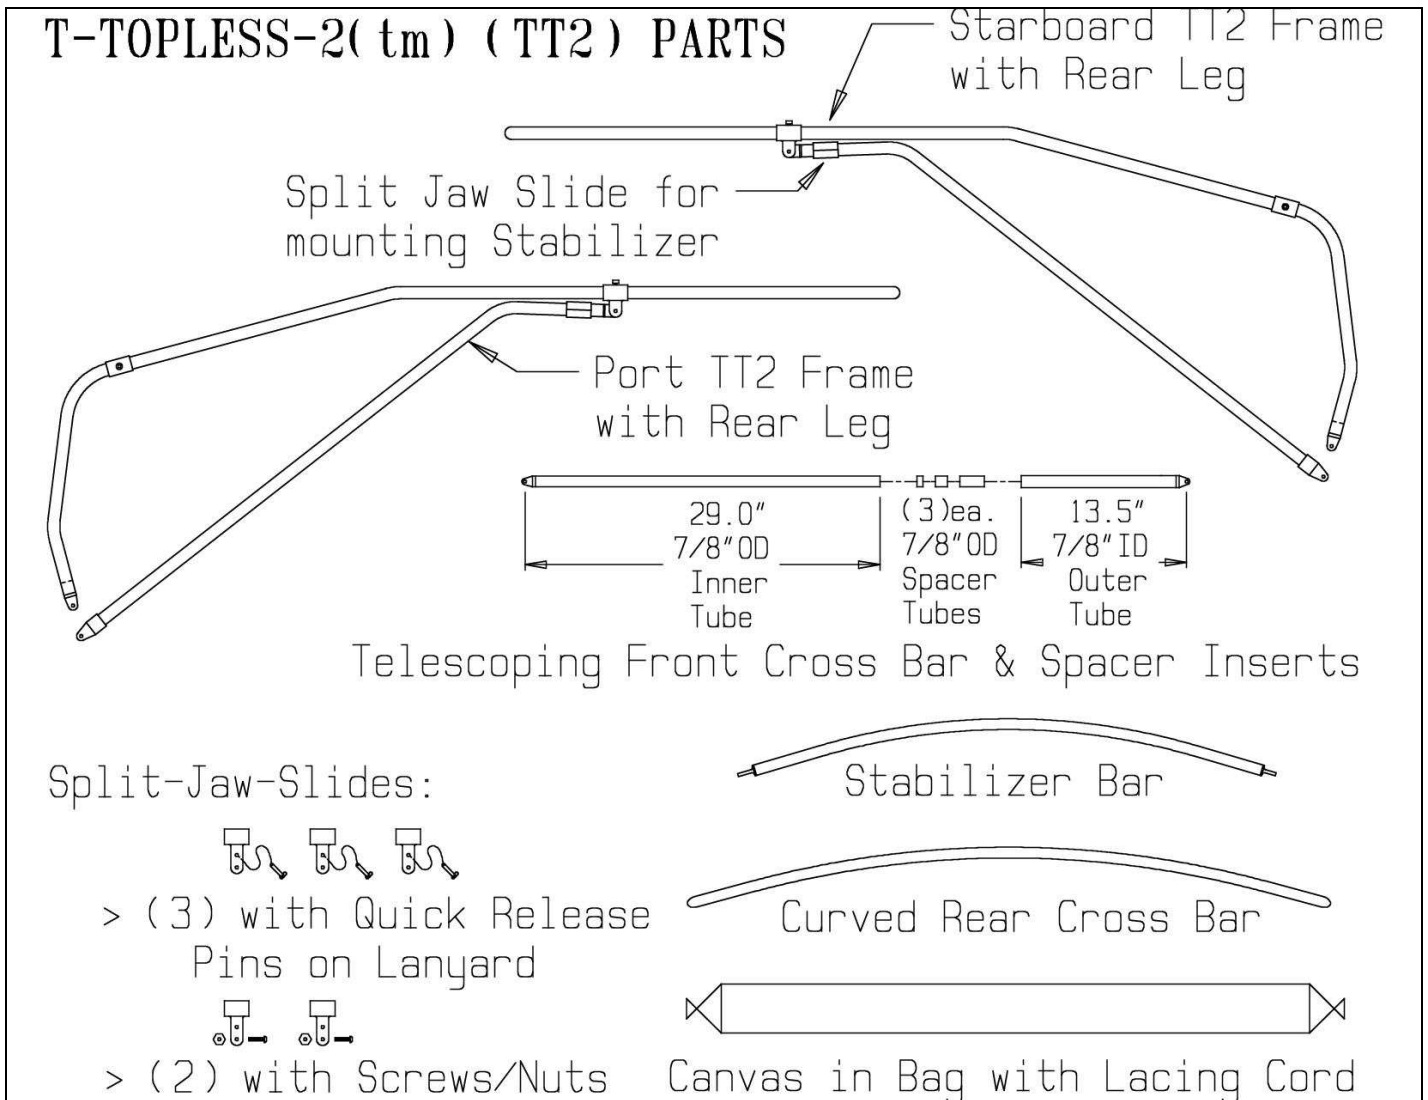 T-TOPLESS-2(tm) (TT2) PARTS
Starboard TT2 Frame
with Rear Leg
Split Jaw Slide for
mounting Stabilizer
Port TT2 Frame
with Rear Leg
29.0"
7/8"OD
Inner
Tube
(3)ea.
7/8"OD
Spacer
Tubes
13.5"
7/8"ID
Outer
Tube
Telescoping Front Cross Bar & Spacer Inserts
Stabilizer Bar
Split-Jaw-Slides:
> (3) with Quick Release
Pins on Lanyard
Curved Rear Cross Bar
> (2) with Screws/Nuts
Canvas in Bag with Lacing Cord